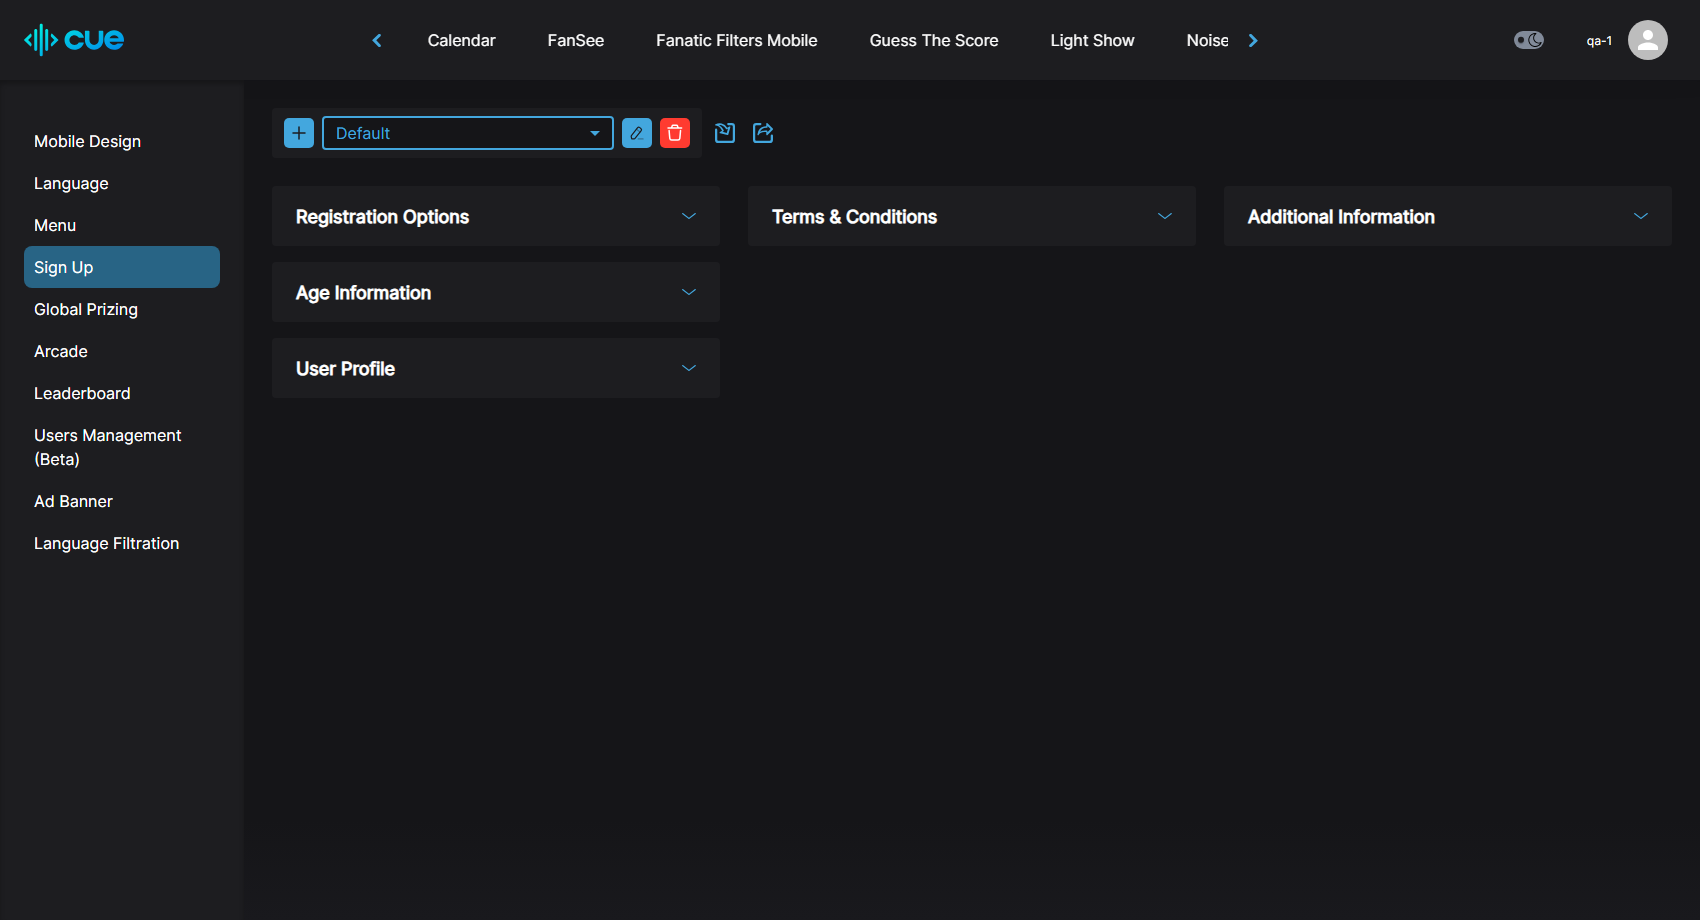 cue
Calendar
FanSee
Fanatic Filters Mobile
Guess The Score
Light Show
Noise
qa-1
Mobile Design
Language
Menu
Sign Up
Global Prizing
Arcade
Leaderboard
Users Management
(Beta)
Ad Banner
Language Filtration
Default
Registration Options
Terms & Conditions
Additional Information
Age Information
User Profile